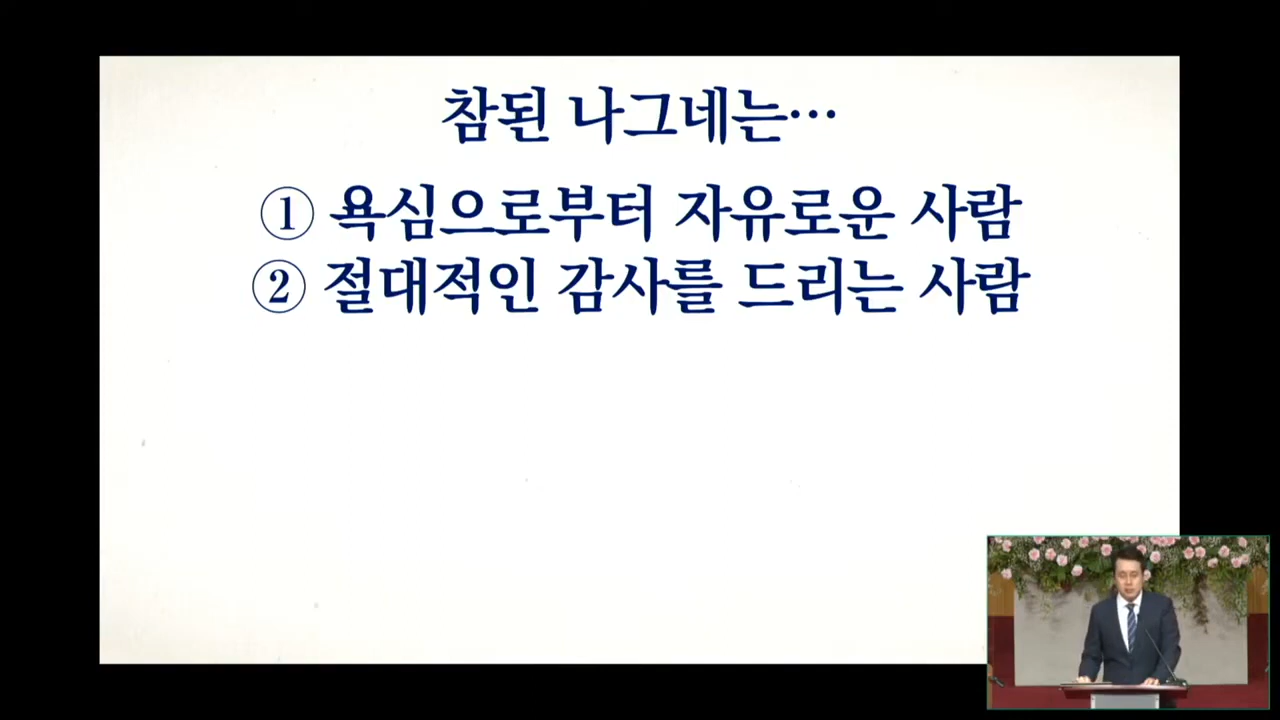 참된 나그네는…
① 욕심으로부터 자유로운 사람
② 절대적인 감사를 드리는 사람